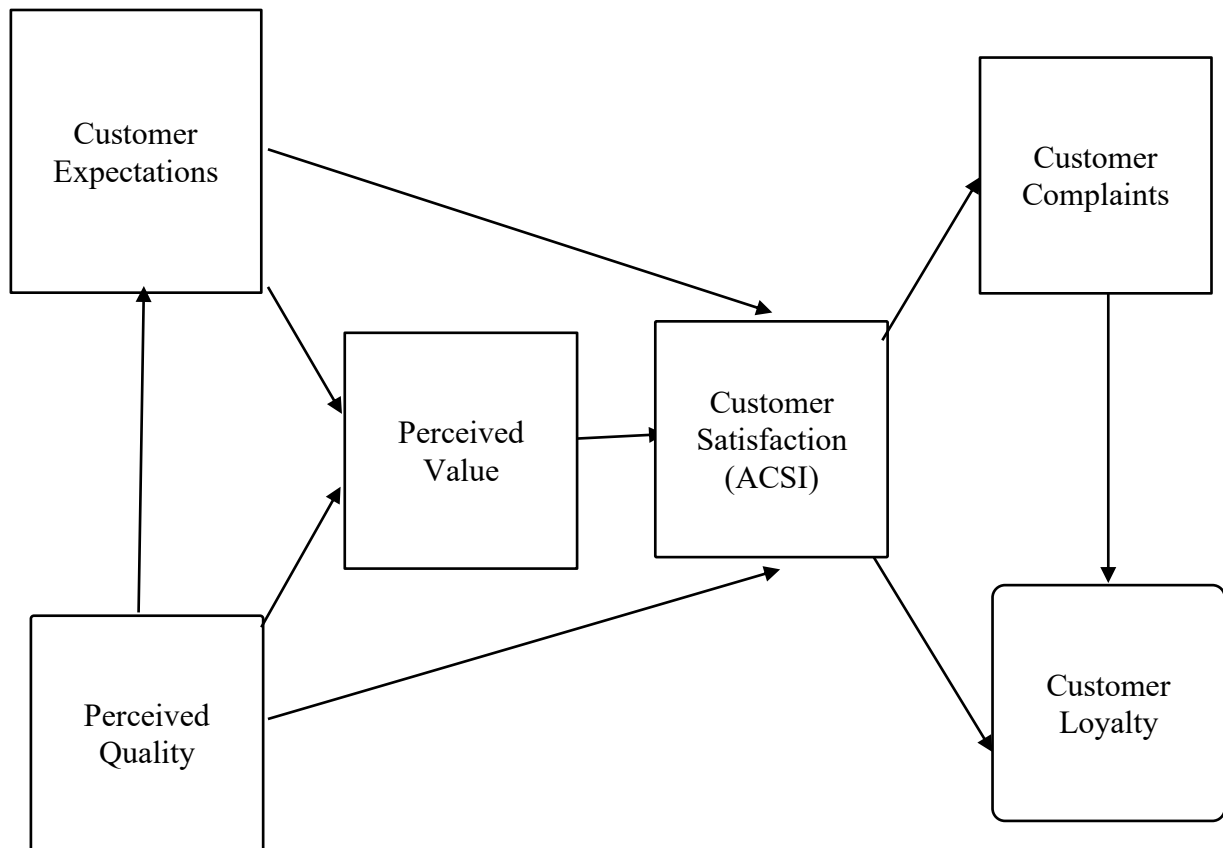 Customer
Expectations
Customer
Complaints
Perceived
Value
Customer
Satisfaction
(ACSI)
Perceived
Quality
Customer
Loyalty